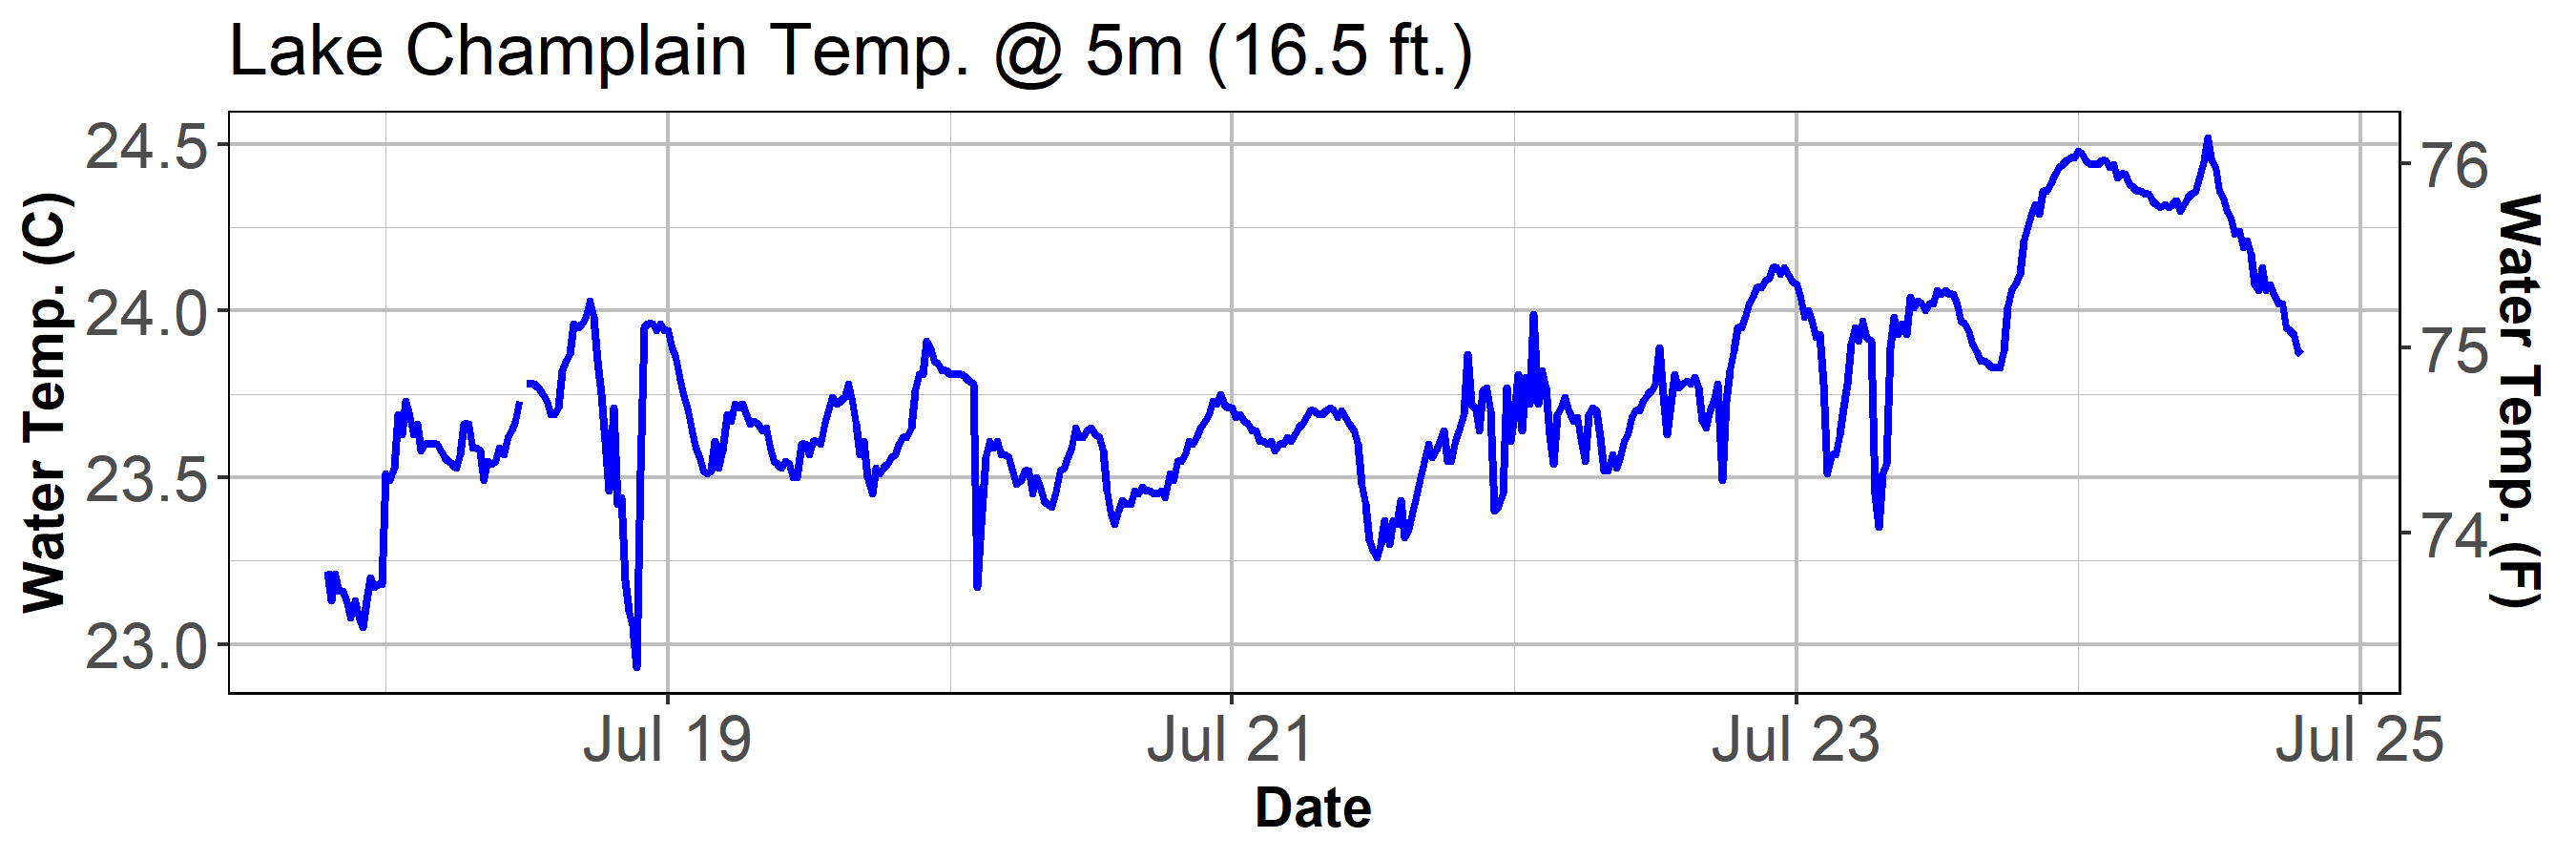 Lake Champlain Temp. @ 5m (16.5 ft.)
Water Temp. (C)
24.5
24.0
23.5
23.0
76
75
74
Water Temp. (F)
Jul 19 Jul 21 Jul 23 Jul 25
Date